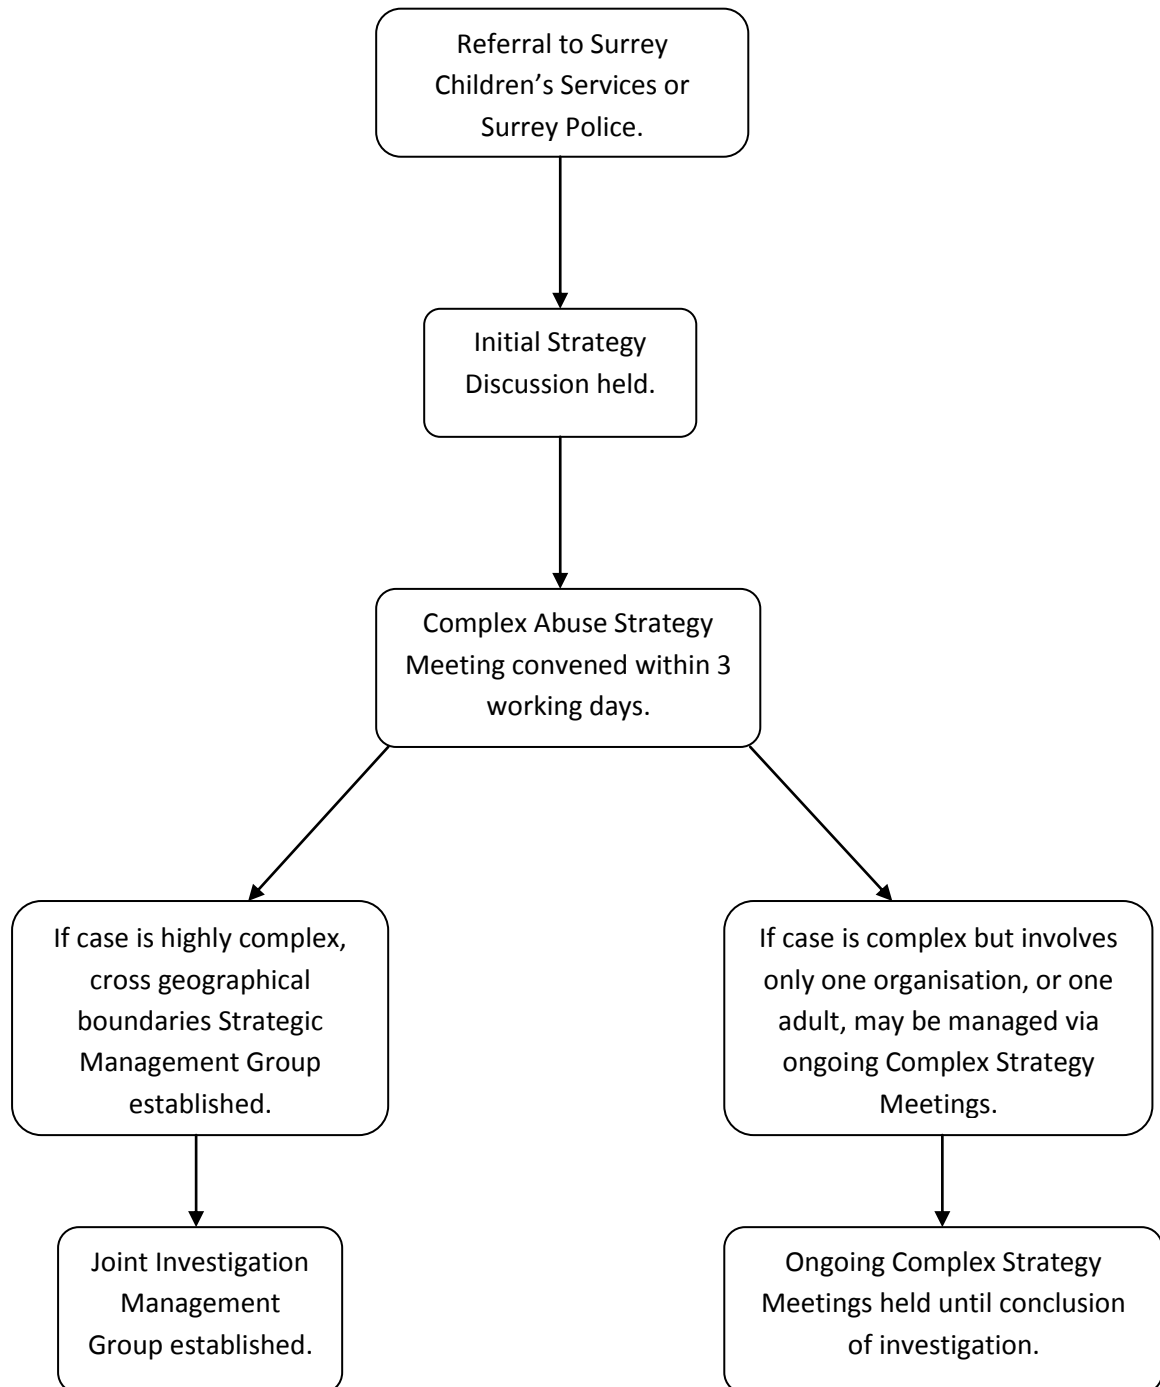 Referral to Surrey
Children’s Services or
Surrey Police.
Initial Strategy
Discussion held.
Complex Abuse Strategy
Meeting convened within 3
working days.
If case is highly complex,
cross geographical
boundaries Strategic
Management Group
established.
If case is complex but involves
only one organisation, or one
adult, may be managed via
ongoing Complex Strategy
Meetings.
Joint Investigation
Management
Group established.
Ongoing Complex Strategy
Meetings held until conclusion
of investigation.